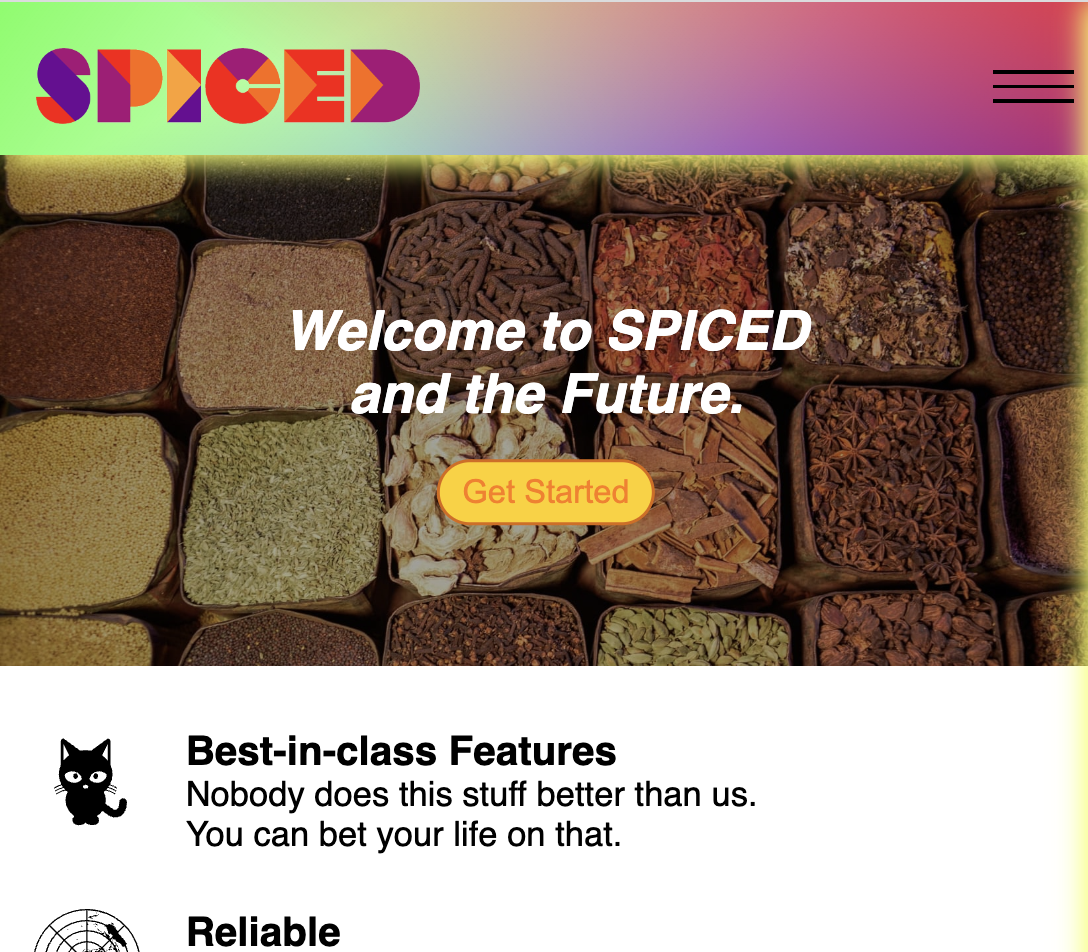 SPICED
Welcome to SPICED
and the Future.
Get Started
Best-in-class Features
Nobody does this stuff better than us.
You can bet your life on that.
Reliable